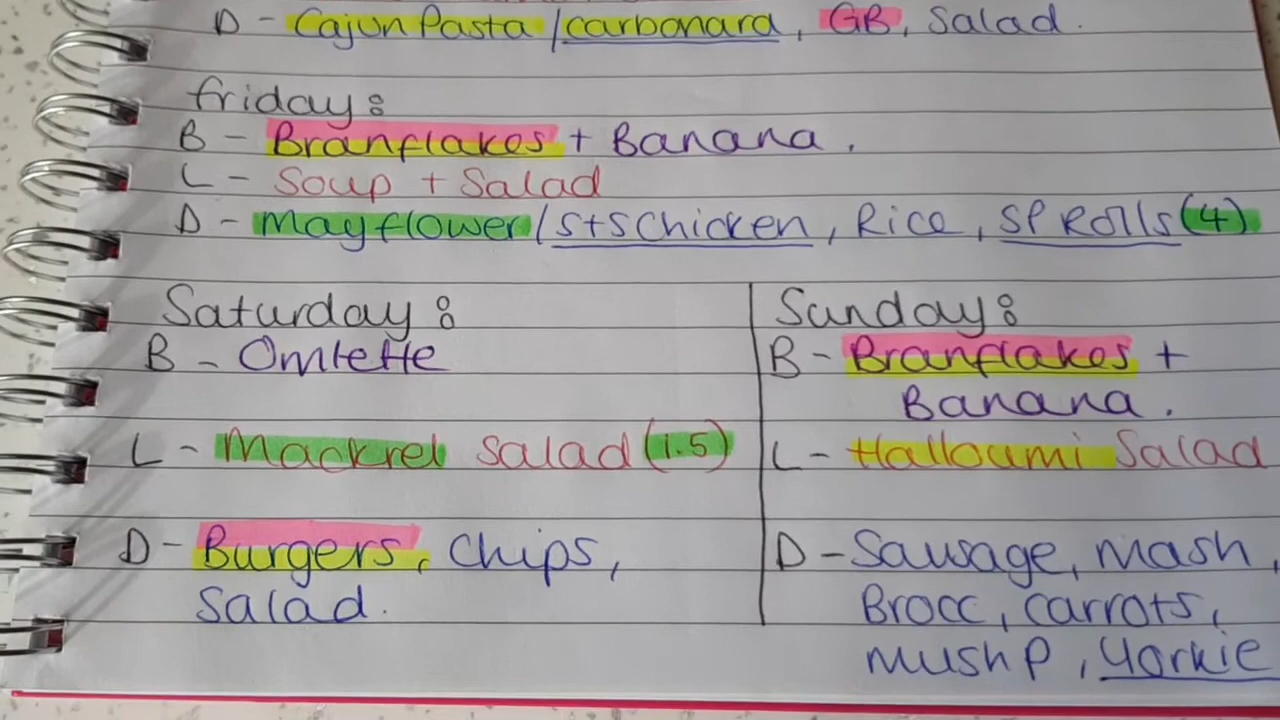 D - Cajun Pasta / carbonara, GB, Salad.
friday:
B - Branflakes + Banana.
L - Soup + Salad
D - Mayflower / S+S Chicken, Rice, SP Rolls (4)
Saturday:
B - Omlette
L - Mackrel Salad (1.5)
D - Burgers, Chips,
Salad.
Sunday:
B - Branflakes +
Banana.
L - Halloumi Salad
D - Sausage, Mash,
Brocc, Carrots,
Mush P, Yorkie